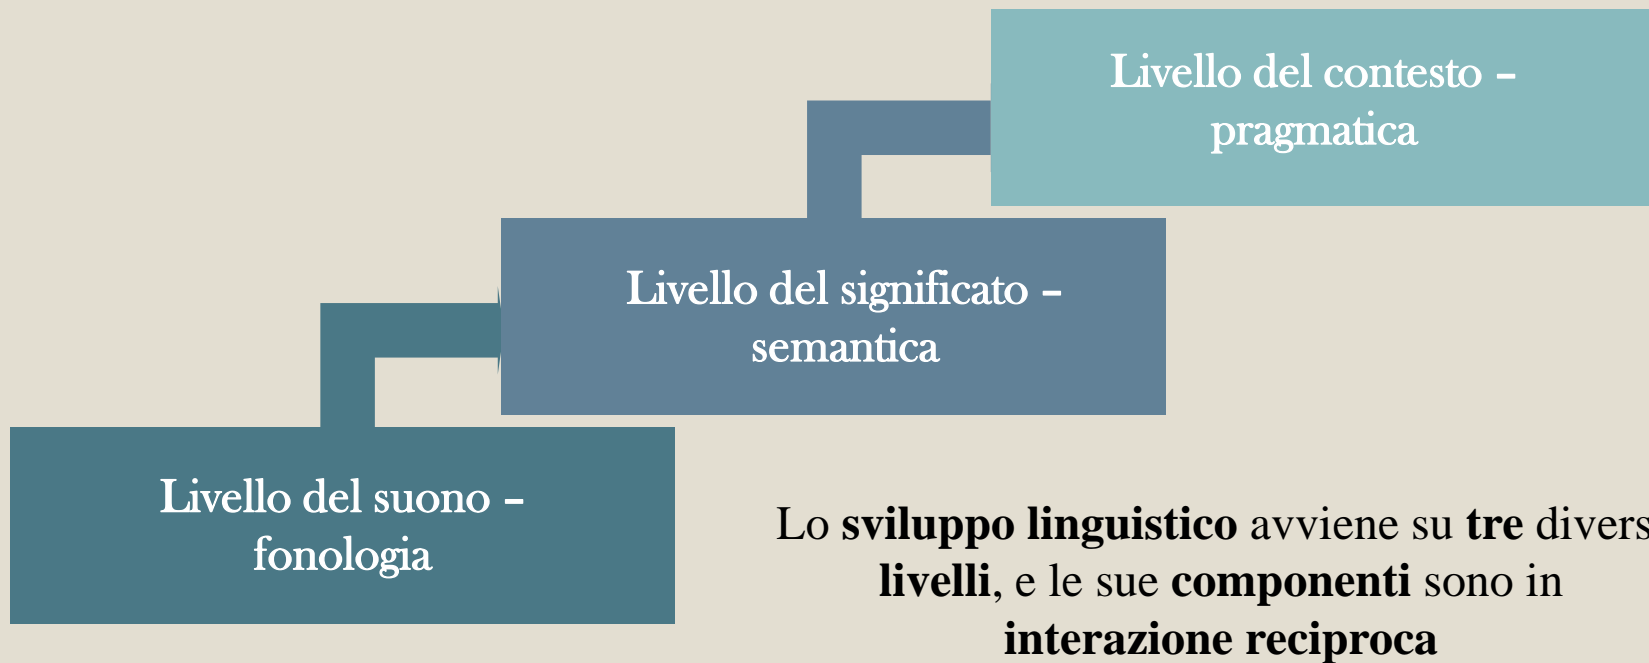 Livello del contesto –
pragmatica
Livello del significato –
semantica
Livello del suono –
fonologia
Lo sviluppo linguistico avviene su tre divers
livelli, e le sue componenti sono in
interazione reciproca